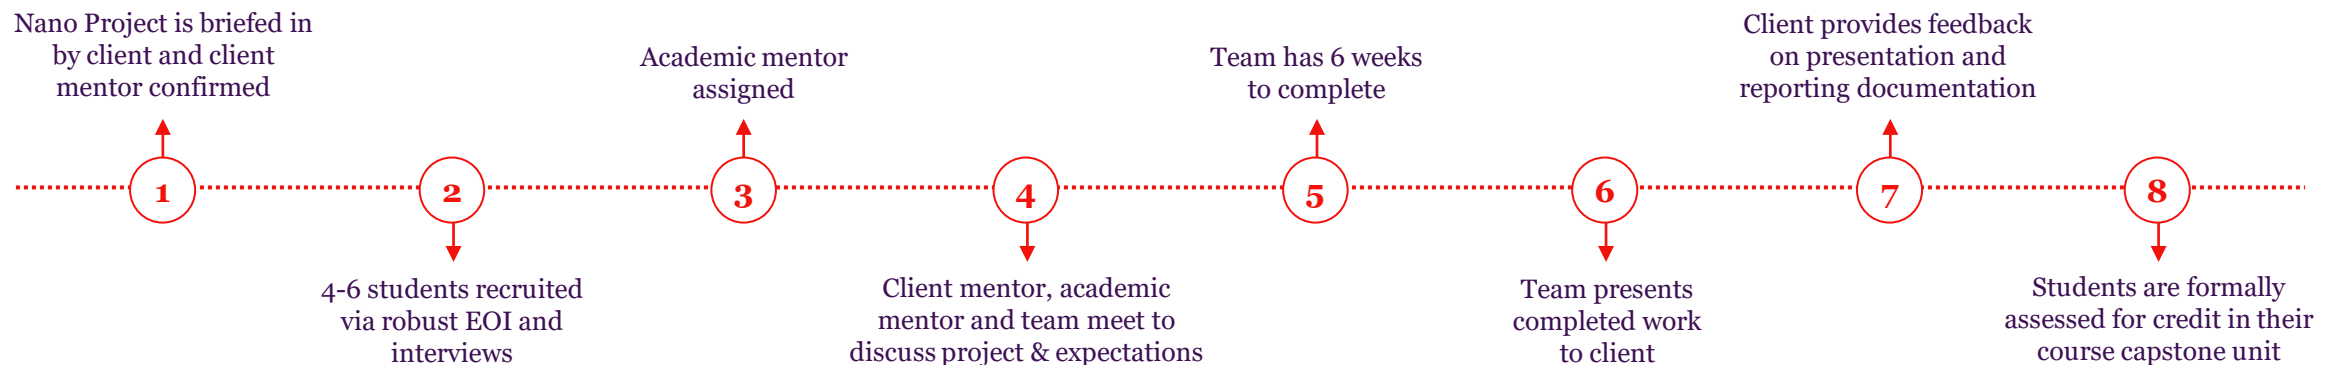 Nano Project is briefed in
by client and client
mentor confirmed
Academic mentor
assigned
Team has 6 weeks
to complete
Client provides feedback
on presentation and
reporting documentation
1
2
3
4
5
6
7
8
4-6 students recruited
via robust EOI and
interviews
Client mentor, academic
mentor and team meet to
discuss project & expectations
Team presents
completed work
to client
Students are formally
assessed for credit in their
course capstone unit